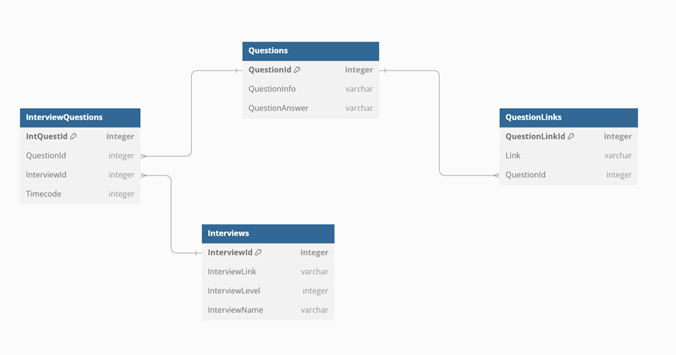 Questions
QuestionId integer
QuestionInfo varchar
QuestionAnswer varchar
InterviewQuestions
IntQuestId integer
QuestionId integer
InterviewId integer
Timecode integer
QuestionLinks
QuestionLinkId integer
Link varchar
QuestionId integer
Interviews
InterviewId integer
InterviewLink varchar
InterviewLevel integer
InterviewName varchar